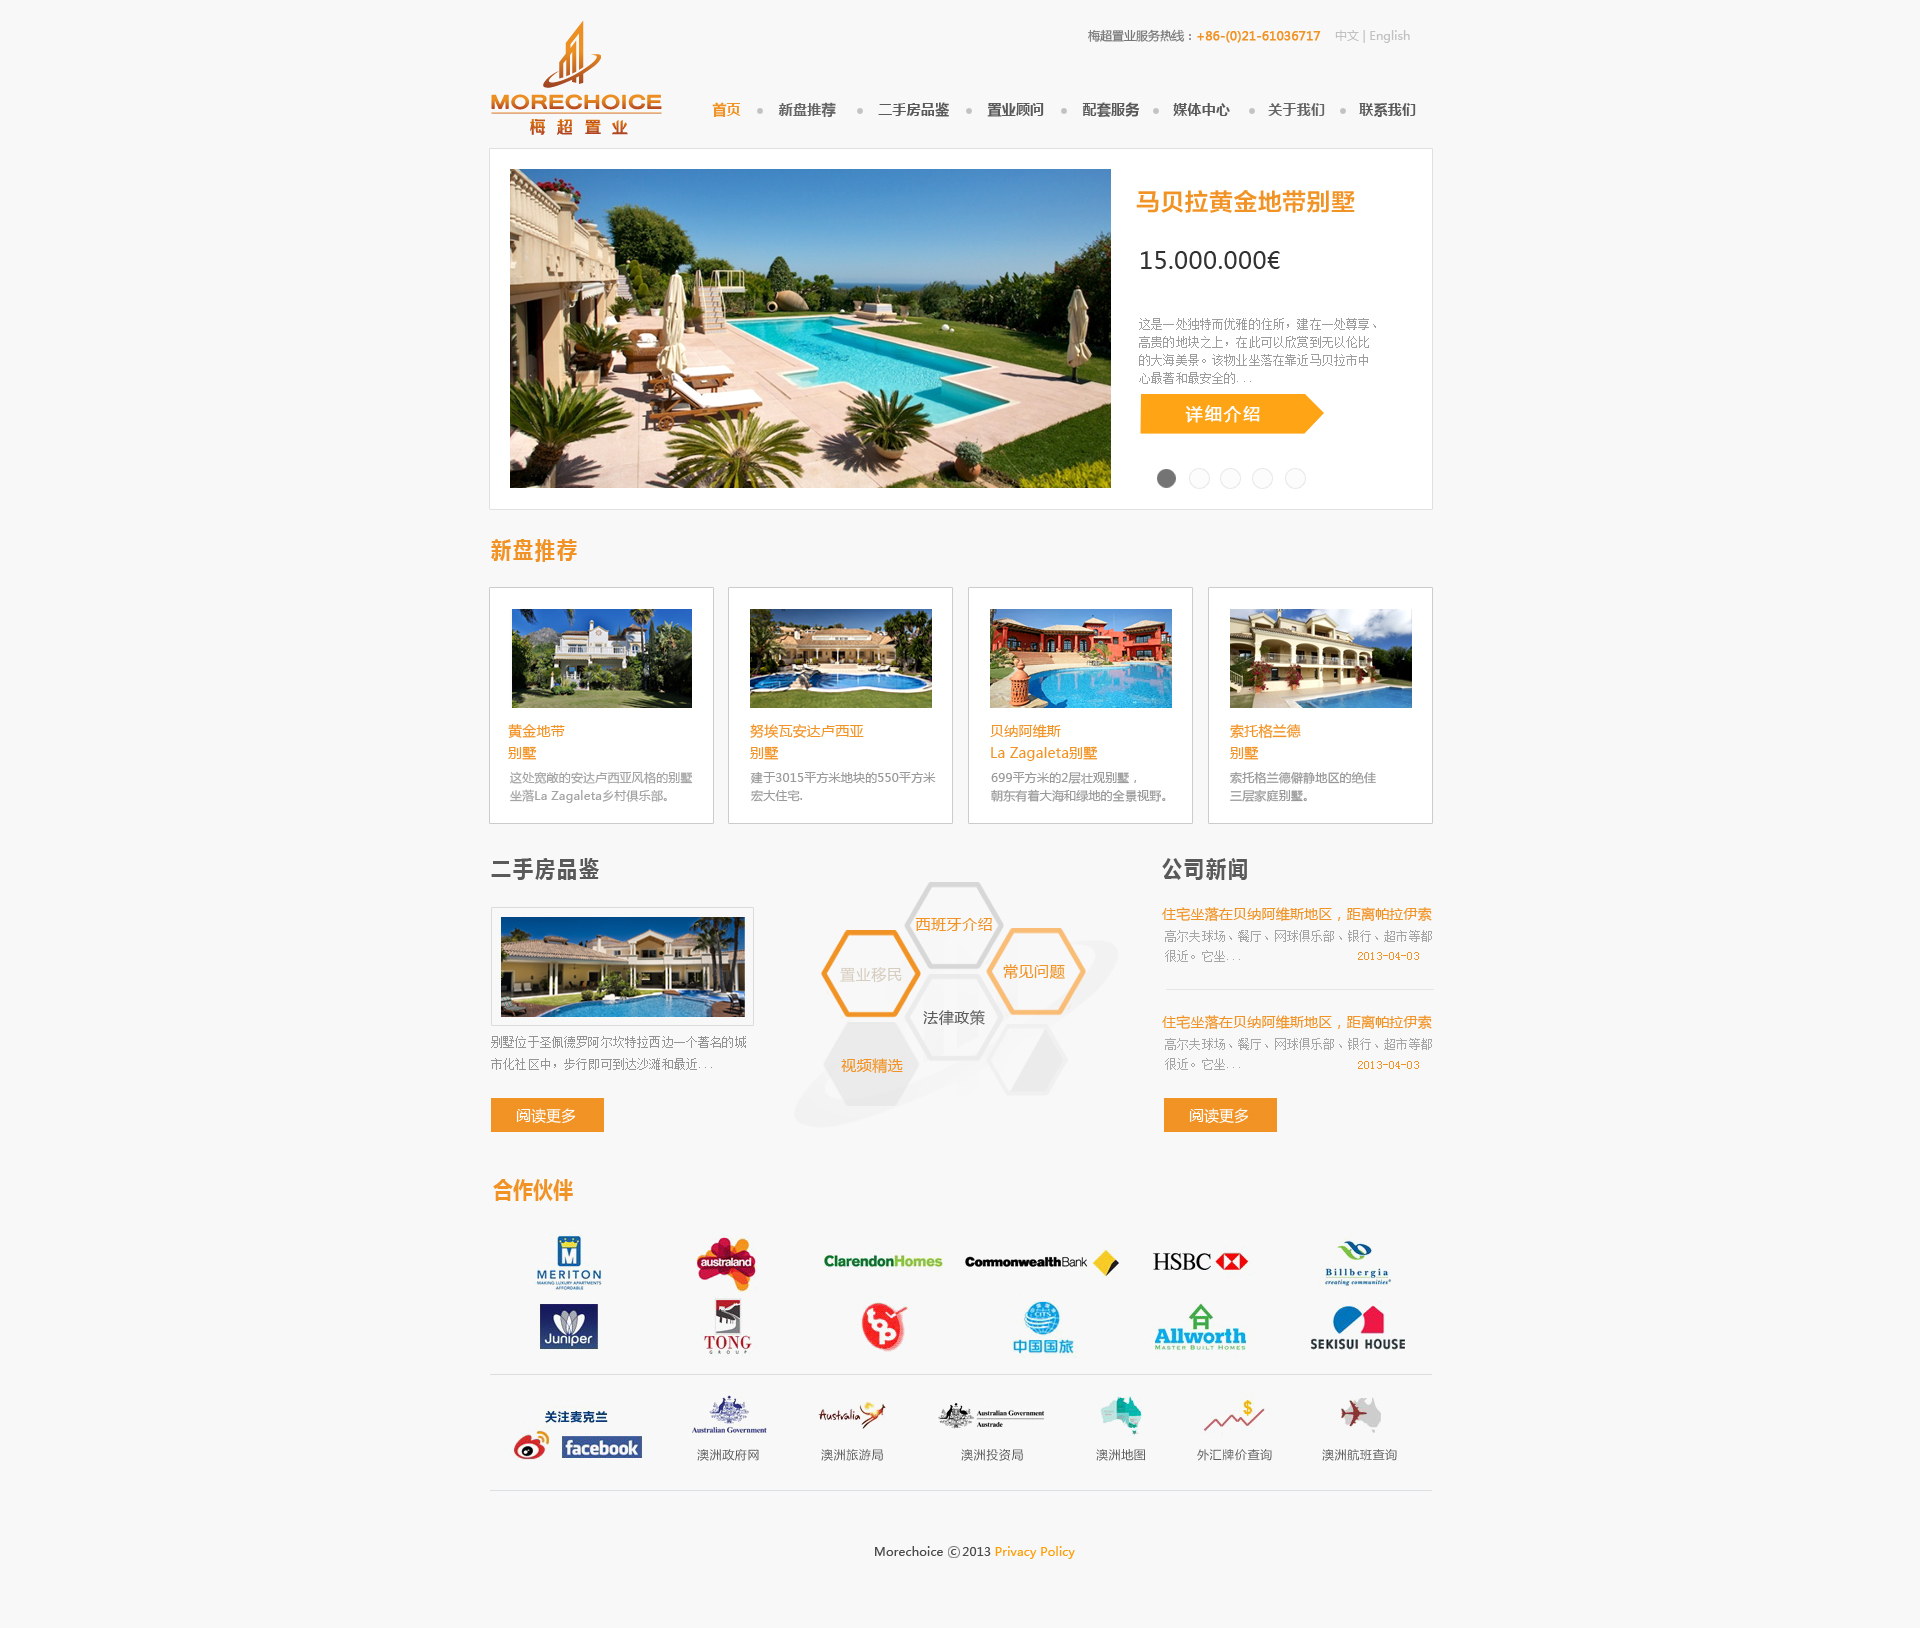 梅超置业服务热线：+86-(0)21-61036717 中文 | English
MORECHOICE
梅超置业
首页 新盘推荐 二手房品鉴 置业顾问 配套服务 媒体中心 关于我们 联系我们
马贝拉黄金地带别墅
15.000.000€
这是一处独特而优雅的住所，建在一处尊享、
高贵的地块之上，在此可以欣赏到无以伦比
的大海美景。该物业坐落在靠近马贝拉市中
心最著和最安全的...
详细介绍
新盘推荐
黄金地带
别墅
这处宽敞的安达卢西亚风格的别墅
坐落La Zagaleta乡村俱乐部。
努埃瓦安达卢西亚
别墅
建于3015平方米地块的550平方米
宏大住宅.
贝纳阿维斯
La Zagaleta别墅
699平方米的2层壮观别墅，
朝东有着大海和绿地的全景视野。
索托格兰德
别墅
索托格兰德僻静地区的绝佳
三层家庭别墅。
二手房品鉴
别墅位于圣佩德罗阿尔坎特拉西边一个著名的城
市化社区中，步行即可到达沙滩和最近...
阅读更多
西班牙介绍
置业移民
常见问题
法律政策
视频精选
公司新闻
住宅坐落在贝纳阿维斯地区，距离帕拉伊索
高尔夫球场、餐厅、网球俱乐部、银行、超市等都
很近。它坐... 2013-04-03
住宅坐落在贝纳阿维斯地区，距离帕拉伊索
高尔夫球场、餐厅、网球俱乐部、银行、超市等都
很近。它坐... 2013-04-03
阅读更多
合作伙伴
M
MERITON
MAKING LUXURY APARTMENTS
AFFORDABLE
australand
ClarendonHomes
CommonwealthBank
HSBC
Billbergia
creating communities
Juniper
TONG
GROUP
top
CITS
中国国旅
Allworth
MASTER BUILT HOMES
SEKISUI HOUSE
关注麦克兰
facebook
Australian Government
澳洲政府网
Australia
澳洲旅游局
Australian Government
Austrade
澳洲投资局
澳洲地图
$
外汇牌价查询
澳洲航班查询
Morechoice ©2013 Privacy Policy